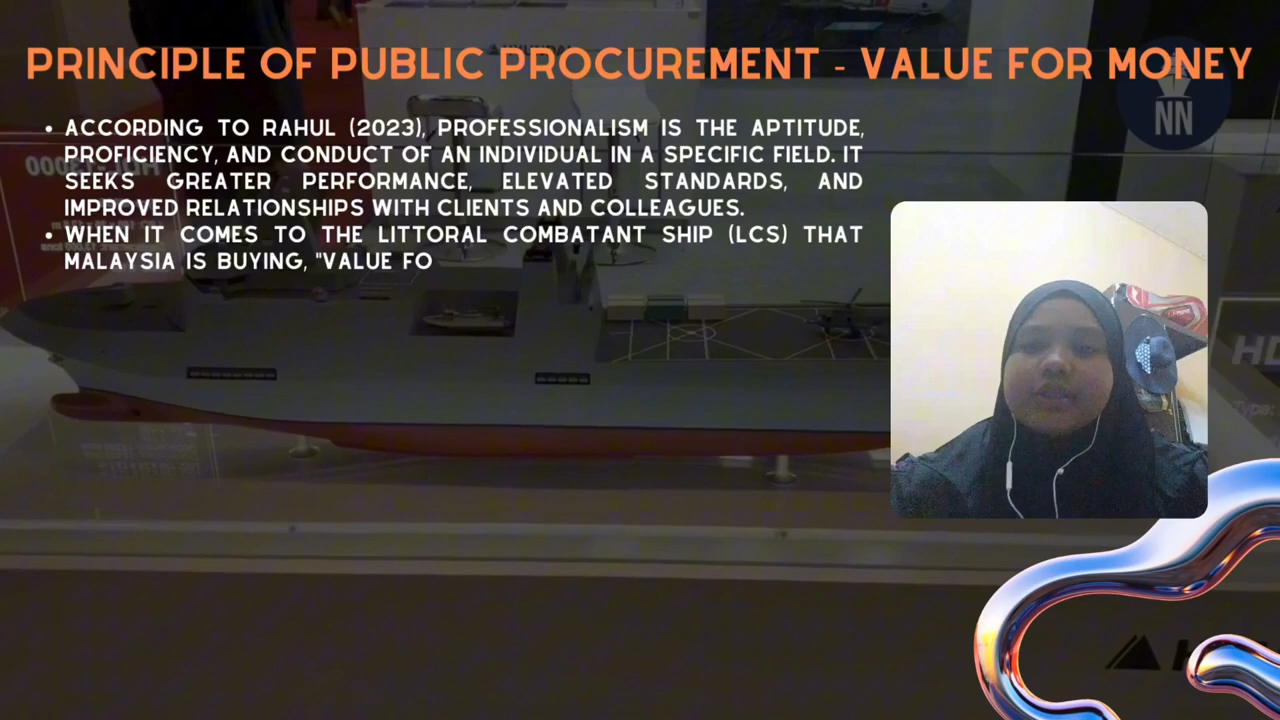 PRINCIPLE OF PUBLIC PROCUREMENT - VALUE FOR MONEY
NN
• ACCORDING TO RAHUL (2023), PROFESSIONALISM IS THE APTITUDE,
PROFICIENCY, AND CONDUCT OF AN INDIVIDUAL IN A SPECIFIC FIELD. IT
SEEKS GREATER PERFORMANCE, ELEVATED STANDARDS, AND
IMPROVED RELATIONSHIPS WITH CLIENTS AND COLLEAGUES.
• WHEN IT COMES TO THE LITTORAL COMBATANT SHIP (LCS) THAT
MALAYSIA IS BUYING, "VALUE FO